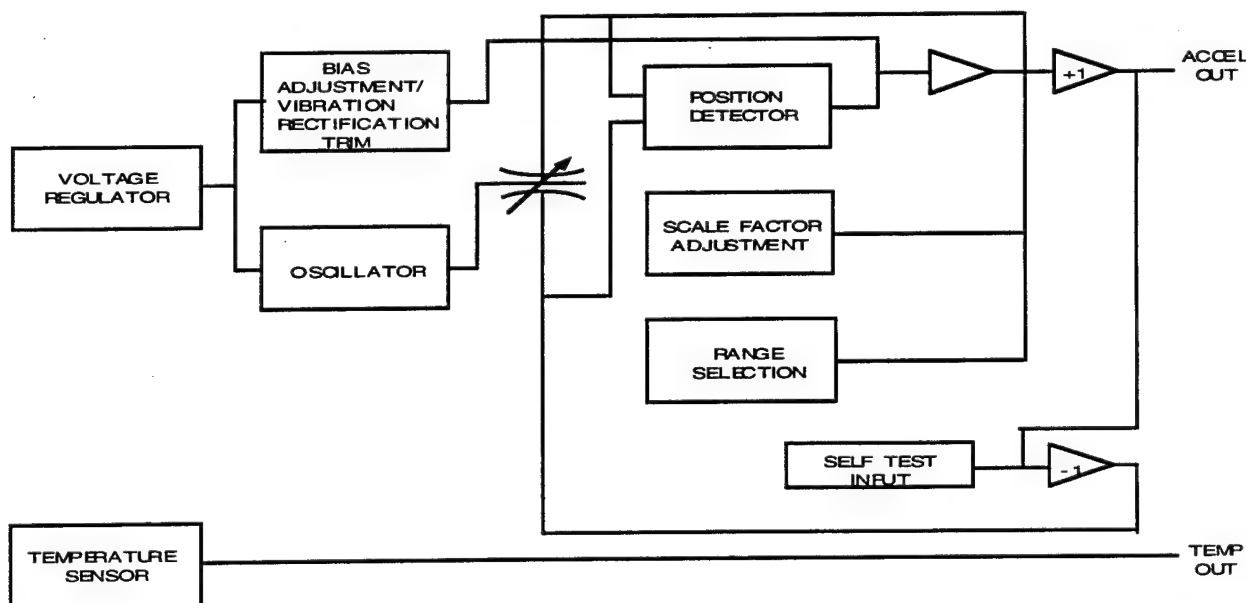 BIAS
ADJUSTMENT/
VIBRATION
RECTIFICATION
TRIM
POSITION
DETECTOR
+1
ACCEL
OUT
VOLTAGE
REGULATOR
OSCILLATOR
SCALE FACTOR
ADJUSTMENT
RANGE
SELECTION
SELF TEST
INPUT
-1
TEMPERATURE
SENSOR
TEMP
OUT